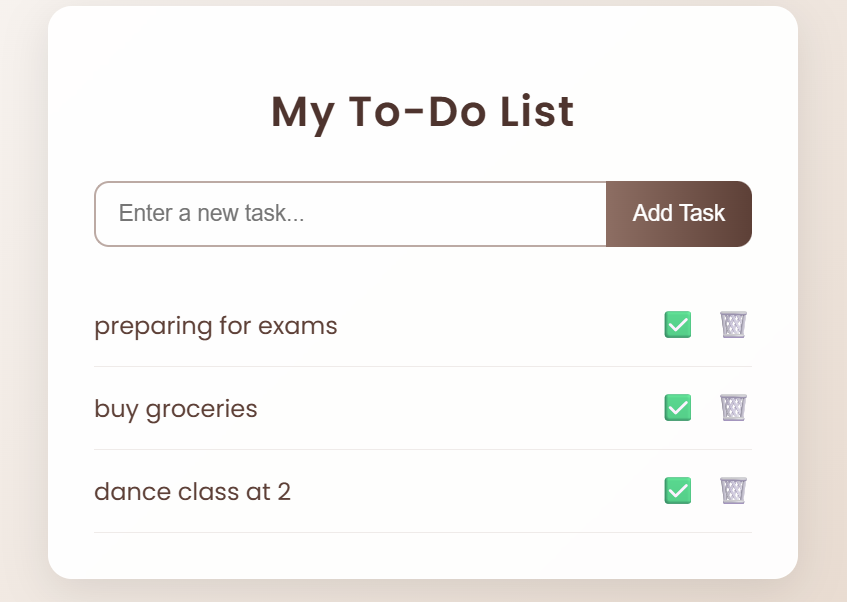 My To-Do List
Enter a new task...
Add Task
preparing for exams
buy groceries
dance class at 2